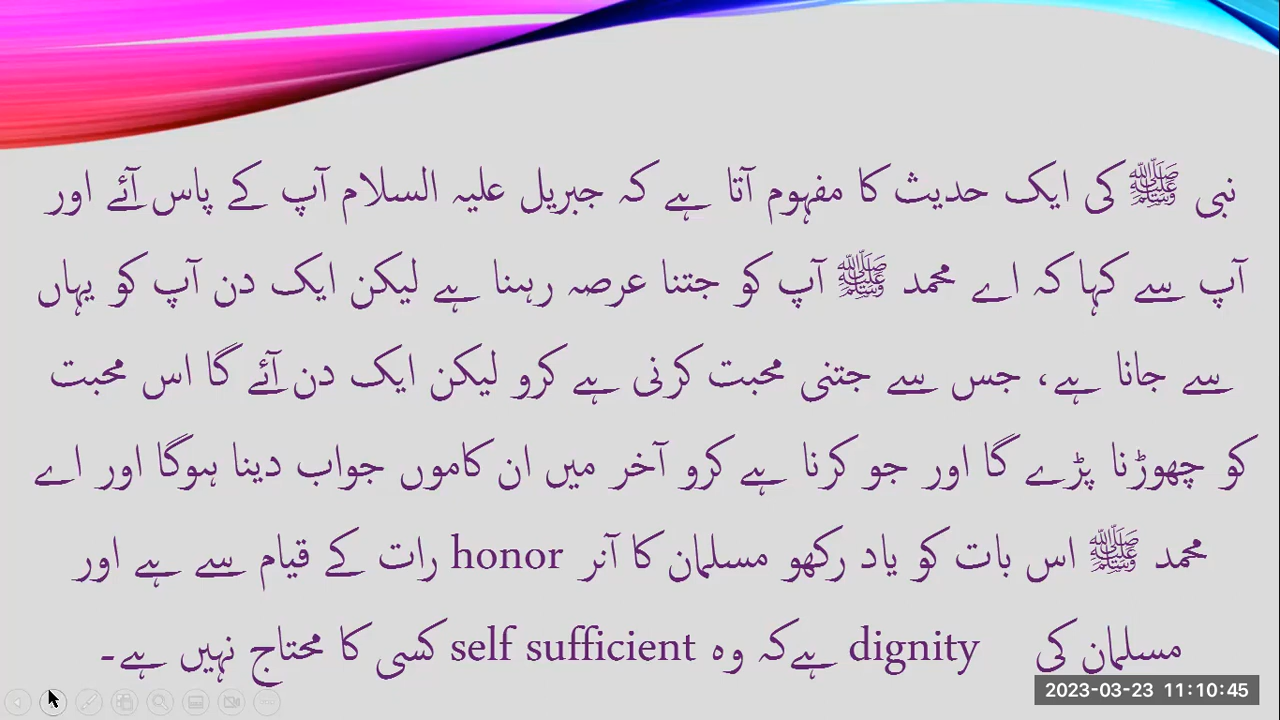 نبی ﷺ کی ایک حدیث کا مفہوم آتا ہے کہ جبریل علیہ السلام آپ کے پاس آئے اور
آپ سے کہا کہ اے محمد ﷺ آپ کو جتنا عرصہ رہنا ہے لیکن ایک دن آپ کو یہاں
سے جانا ہے، جس سے جتنی محبت کرنی ہے کرو لیکن ایک دن آئے گا اس محبت
کو چھوڑنا پڑے گا اور جو کرنا ہے کرو آخر میں ان کاموں جواب دینا ہوگا اور اے
محمد ﷺ اس بات کو یاد رکھو مسلمان کا آنر honor رات کے قیام سے ہے اور
مسلمان کی dignity ہےکہ وہ self sufficient کسی کا محتاج نہیں ہے۔
2023-03-23 11:10:45